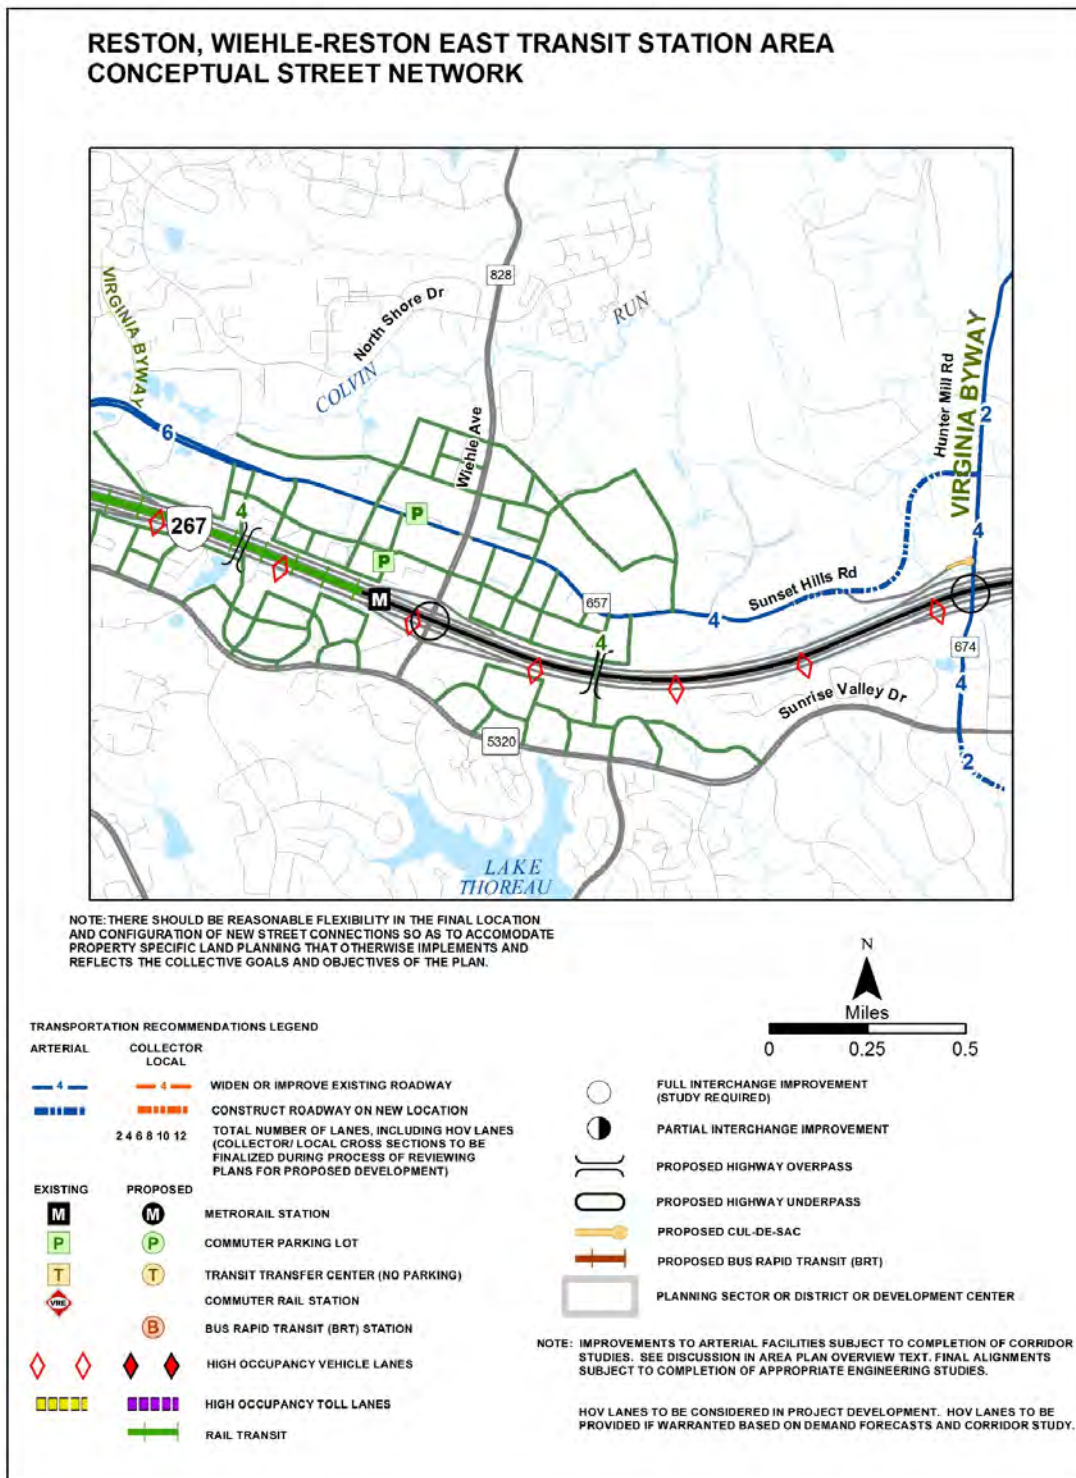 RESTON, WIEHLE-RESTON EAST TRANSIT STATION AREA
CONCEPTUAL STREET NETWORK
828
VIRGINIA BYWAY
North Shore Dr
RUN
COLVIN
Hunter Mill Rd
VIRGINIA BYWAY
2
6
Wiehle Ave
4
P
267
4
P
M
Sunset Hills Rd
657
4
4
674
4
Sunrise Valley Dr
5320
2
LAKE
THOREAU
NOTE: THERE SHOULD BE REASONABLE FLEXIBILITY IN THE FINAL LOCATION
AND CONFIGURATION OF NEW STREET CONNECTIONS SO AS TO ACCOMODATE
PROPERTY SPECIFIC LAND PLANNING THAT OTHERWISE IMPLEMENTS AND
REFLECTS THE COLLECTIVE GOALS AND OBJECTIVES OF THE PLAN.
N
Miles
0 0.25 0.5
TRANSPORTATION RECOMMENDATIONS LEGEND
ARTERIAL COLLECTOR
LOCAL
4 4 WIDEN OR IMPROVE EXISTING ROADWAY
CONSTRUCT ROADWAY ON NEW LOCATION
2 4 6 8 10 12 TOTAL NUMBER OF LANES, INCLUDING HOV LANES
(COLLECTOR/ LOCAL CROSS SECTIONS TO BE
FINALIZED DURING PROCESS OF REVIEWING
PLANS FOR PROPOSED DEVELOPMENT)
EXISTING PROPOSED
M M METRORAIL STATION
P P COMMUTER PARKING LOT
T T TRANSIT TRANSFER CENTER (NO PARKING)
VRE COMMUTER RAIL STATION
B BUS RAPID TRANSIT (BRT) STATION
HIGH OCCUPANCY VEHICLE LANES
HIGH OCCUPANCY TOLL LANES
RAIL TRANSIT
FULL INTERCHANGE IMPROVEMENT
(STUDY REQUIRED)
PARTIAL INTERCHANGE IMPROVEMENT
PROPOSED HIGHWAY OVERPASS
PROPOSED HIGHWAY UNDERPASS
PROPOSED CUL-DE-SAC
PROPOSED BUS RAPID TRANSIT (BRT)
PLANNING SECTOR OR DISTRICT OR DEVELOPMENT CENTER
NOTE: IMPROVEMENTS TO ARTERIAL FACILITIES SUBJECT TO COMPLETION OF CORRIDOR
STUDIES. SEE DISCUSSION IN AREA PLAN OVERVIEW TEXT. FINAL ALIGNMENTS
SUBJECT TO COMPLETION OF APPROPRIATE ENGINEERING STUDIES.
HOV LANES TO BE CONSIDERED IN PROJECT DEVELOPMENT. HOV LANES TO BE
PROVIDED IF WARRANTED BASED ON DEMAND FORECASTS AND CORRIDOR STUDY.